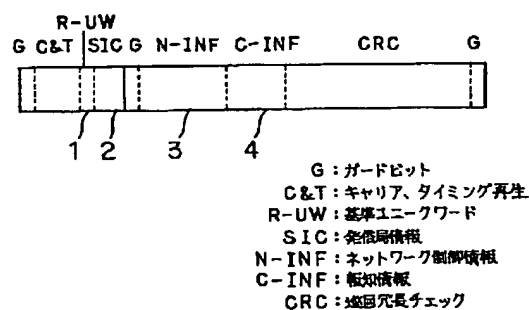 R-UW
G C&T SIC G N-INF C-INF CRC G
1 2 3 4
G：ガードビット
C&T：キャリア、タイミング再生
R-UW：基準ユニークワード
SIC：発信局情報
N-INF：ネットワーク制御情報
C-INF：報知情報
CRC：巡回冗長チェック